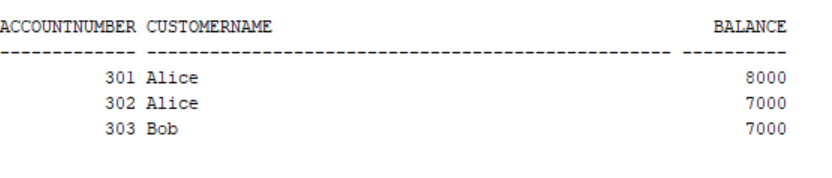 ACCOUNTNUMBER CUSTOMERNAME                                       BALANCE
------------- -------------------------------------------------- ----------
          301 Alice                                                    8000
          302 Alice                                                    7000
          303 Bob                                                      7000